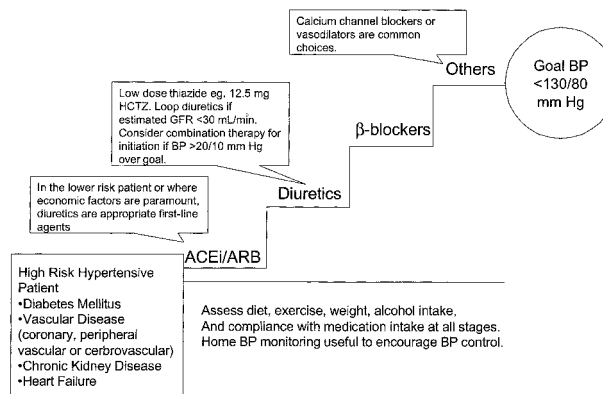 Calcium channel blockers or
vasodilators are common
choices.
Others
Goal BP
<130/80
mm Hg
Low dose thiazide eg, 12.5 mg
HCTZ. Loop diuretics if
estimated GFR <30 mL/min.
Consider combination therapy for
initiation if BP >20/10 mm Hg
over goal.
β-blockers
In the lower risk patient or where
economic factors are paramount,
diuretics are appropriate first-line
agents
Diuretics
ACEi/ARB
High Risk Hypertensive
Patient
•Diabetes Mellitus
•Vascular Disease
(coronary, peripheral
vascular or cerbrovascular)
•Chronic Kidney Disease
•Heart Failure
Assess diet, exercise, weight, alcohol intake,
And compliance with medication intake at all stages.
Home BP monitoring useful to encourage BP control.